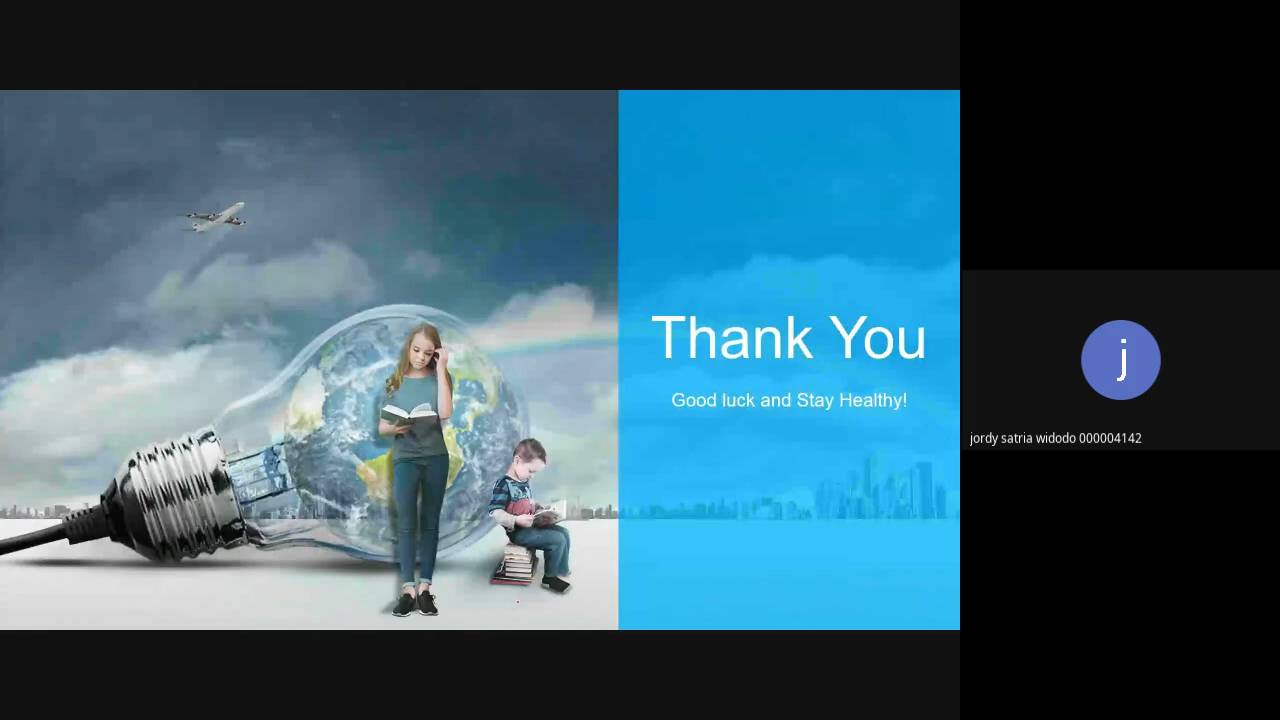 Thank You
Good luck and Stay Healthy!
j
jordy satria widodo 000004142